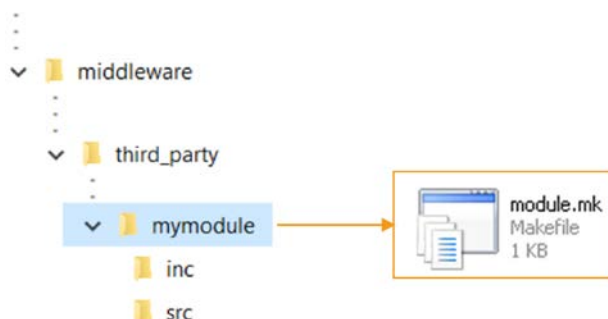 middleware
third_party
mymodule
module.mk
Makefile
1 KB
inc
src